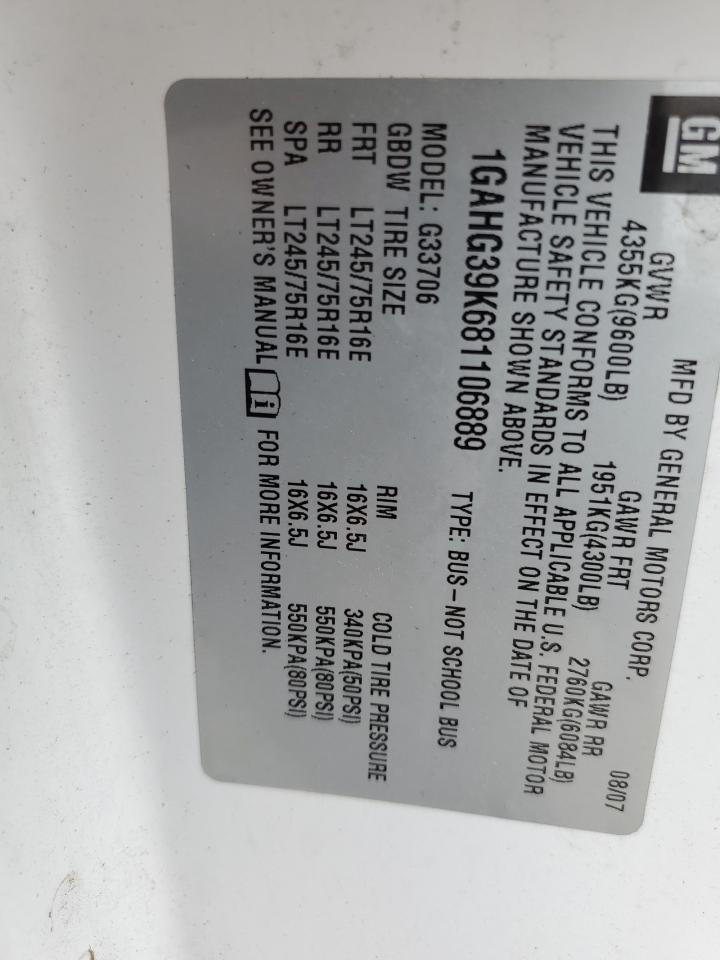 GM
MFD BY GENERAL MOTORS CORP. 08/07
GVWR GAWR FRT GAWR RR
4355KG(9600LB) 1951KG(4300LB) 2760KG(6084LB)
THIS VEHICLE CONFORMS TO ALL APPLICABLE U.S. FEDERAL MOTOR
VEHICLE SAFETY STANDARDS IN EFFECT ON THE DATE OF
MANUFACTURE SHOWN ABOVE.
1GAHG39K681106889 TYPE: BUS – NOT SCHOOL BUS
MODEL: G33706
GBDW TIRE SIZE RIM COLD TIRE PRESSURE
FRT LT245/75R16E 16X6.5J 340KPA(50PSI)
RR LT245/75R16E 16X6.5J 550KPA(80PSI)
SPA LT245/75R16E 16X6.5J 550KPA(80PSI)
SEE OWNER'S MANUAL i FOR MORE INFORMATION.